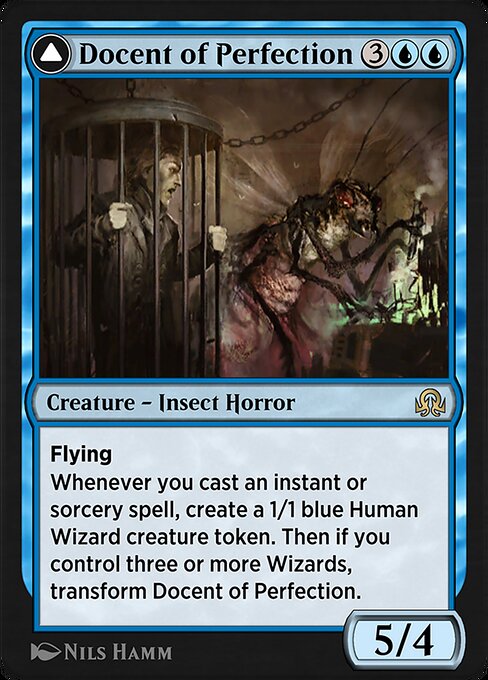 Docent of Perfection 3
Creature – Insect Horror
Flying
Whenever you cast an instant or
sorcery spell, create a 1/1 blue Human
Wizard creature token. Then if you
control three or more Wizards,
transform Docent of Perfection.
5/4
Nils Hamm